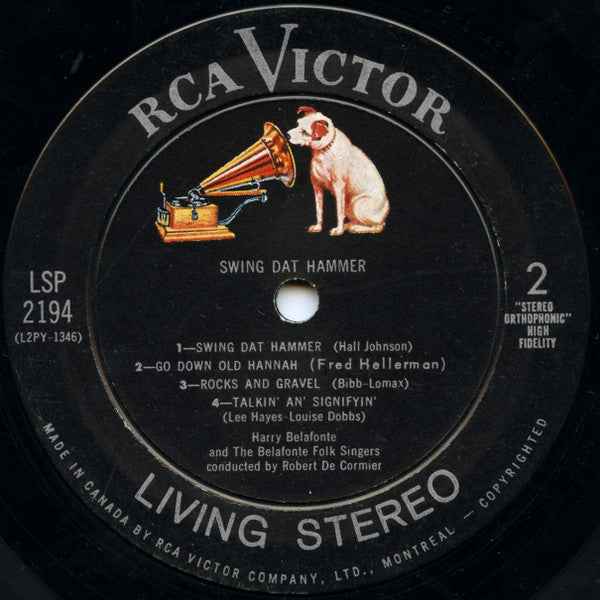 RCA VICTOR
SWING DAT HAMMER
LSP
2194
(L2PY-1346)
2
"STEREO
ORTHOPHONIC"
HIGH
FIDELITY
1—SWING DAT HAMMER (Hall Johnson)
2—GO DOWN OLD HANNAH (Fred Hellerman)
3—ROCKS AND GRAVEL (Bibb-Lomax)
4—TALKIN' AN' SIGNIFYIN'
(Lee Hayes-Louise Dobbs)
Harry Belafonte
and The Belafonte Folk Singers
conducted by Robert De Cormier
LIVING STEREO
MADE IN CANADA BY RCA VICTOR COMPANY, LTD., MONTREAL — COPYRIGHTED